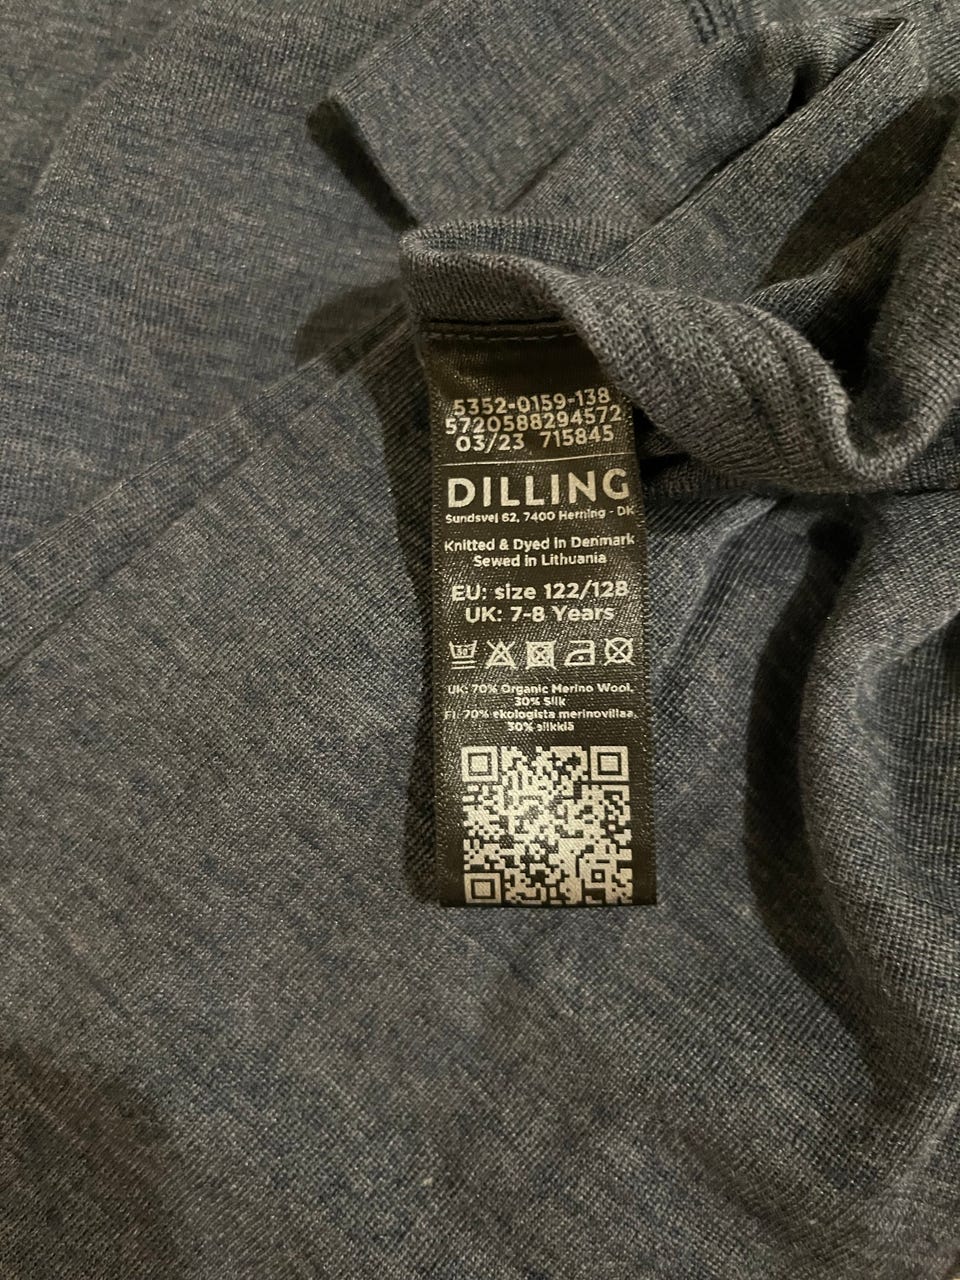 5352-0159-138
5720588294572
03/23 715845
DILLING
Sundsvej 62, 7400 Herning - DK
Knitted & Dyed in Denmark
Sewed in Lithuania
EU: size 122/128
UK: 7-8 Years
30
UK: 70% Organic Merino Wool,
30% Silk
FI: 70% ekologista merinovillaa,
30% silkkiä